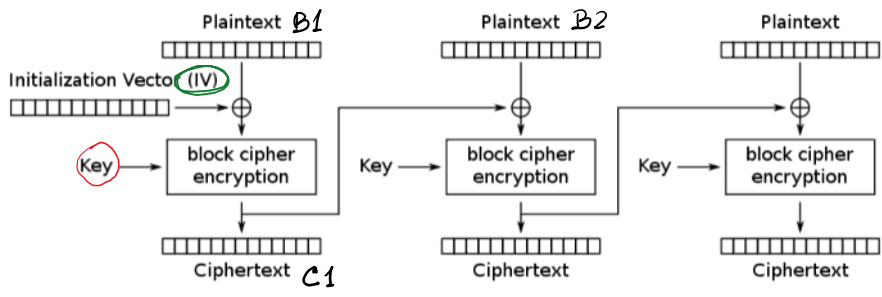 Plaintext B1
Plaintext B2
Plaintext
Initialization Vector (IV)
Key
block cipher
encryption
Key
block cipher
encryption
Key
block cipher
encryption
Ciphertext C1
Ciphertext
Ciphertext